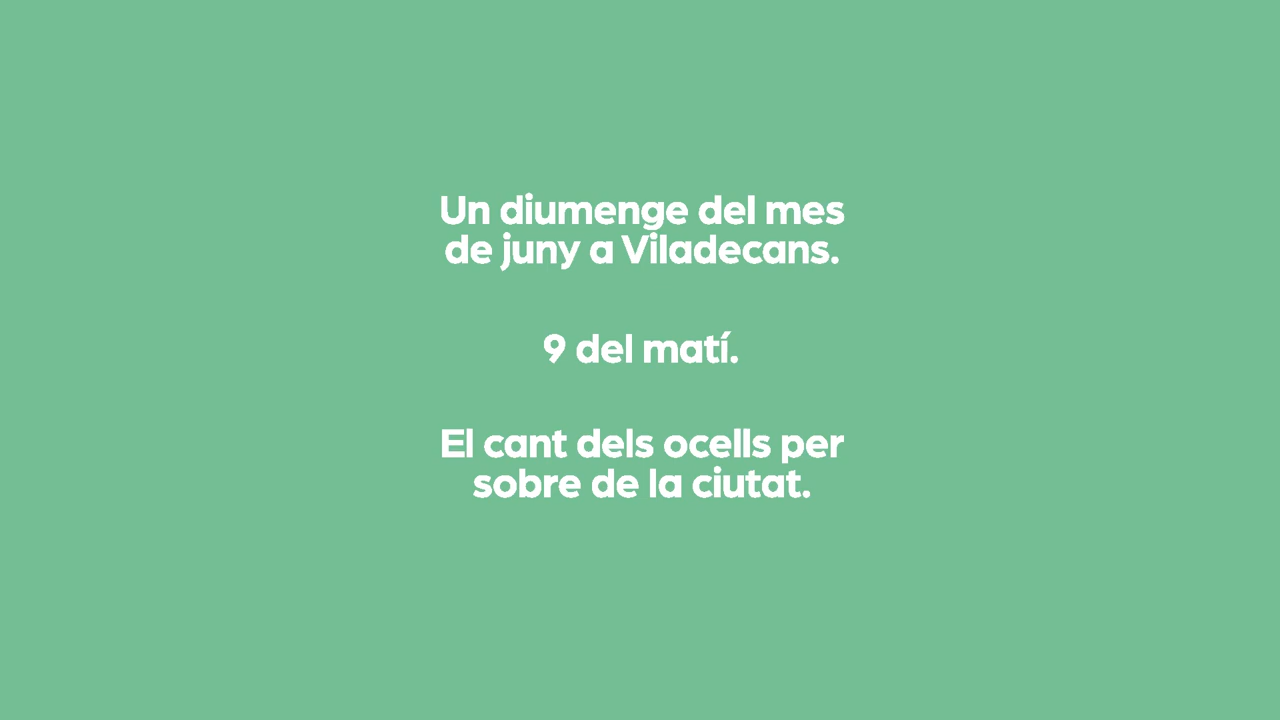 Un diumenge del mes
de juny a Viladecans.
9 del matí.
El cant dels ocells per
sobre de la ciutat.